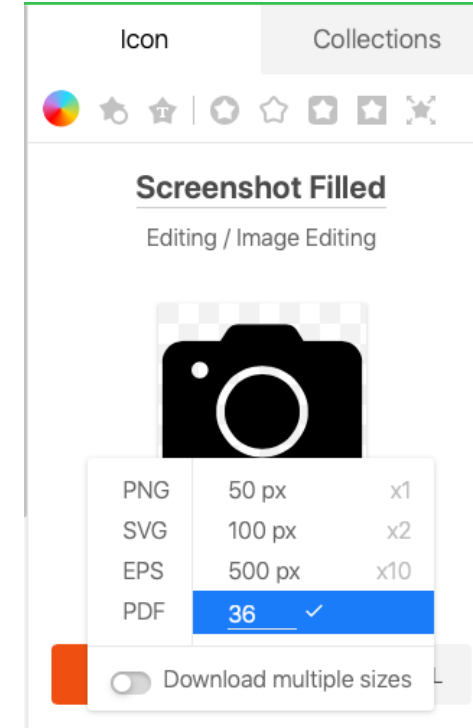 Icon Collections
Screenshot Filled
Editing / Image Editing
PNG 50 px x1
SVG 100 px x2
EPS 500 px x10
PDF 36
Download multiple sizes